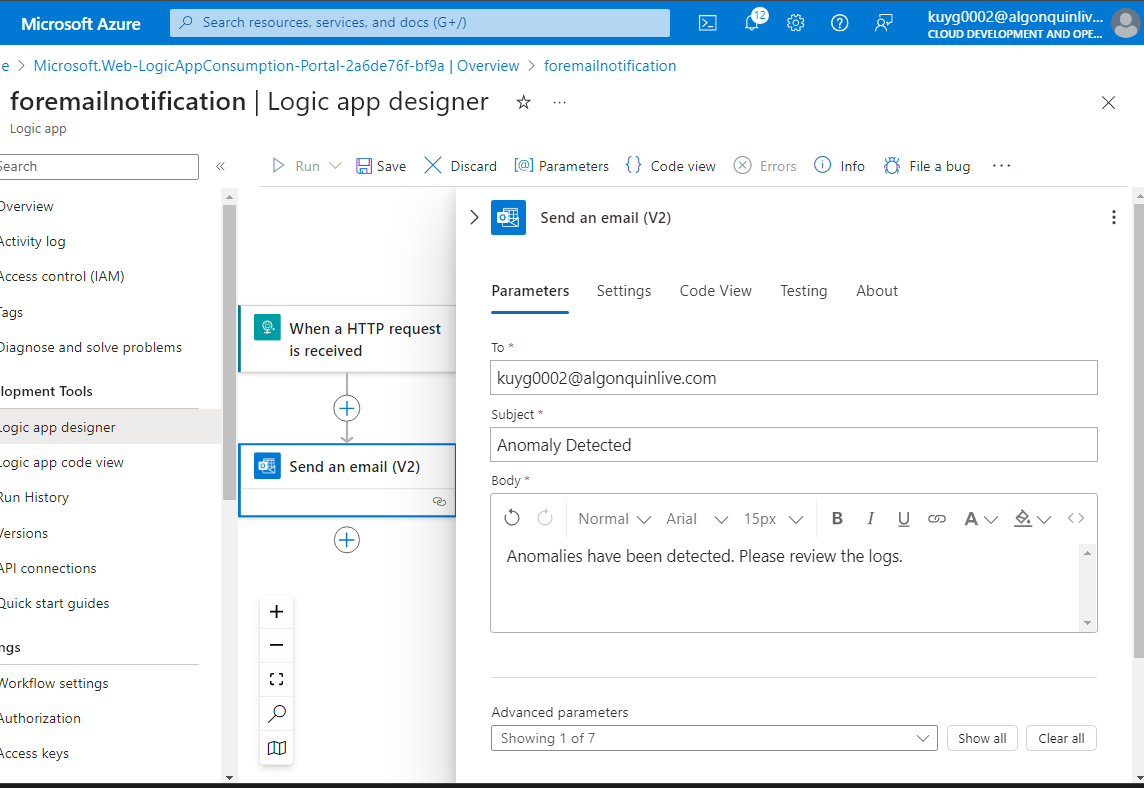 Microsoft Azure
Search resources, services, and docs (G+/)
12
kuyg0002@algonquinliv...
CLOUD DEVELOPMENT AND OPE...
e > Microsoft.Web-LogicAppConsumption-Portal-2a6de76f-bf9a | Overview > foremailnotification
foremailnotification | Logic app designer
Logic app
Search
Run
Save
Discard
Parameters
Code view
Errors
Info
File a bug
Overview
Activity log
Access control (IAM)
Tags
Diagnose and solve problems
lopment Tools
Logic app designer
Logic app code view
Run History
Versions
API connections
Quick start guides
ngs
Workflow settings
Authorization
Access keys
When a HTTP request
is received
Send an email (V2)
Send an email (V2)
Parameters
Settings
Code View
Testing
About
To *
kuyg0002@algonquinlive.com
Subject *
Anomaly Detected
Body *
Normal
Arial
15px
B
I
U
A
Anomalies have been detected. Please review the logs.
Advanced parameters
Showing 1 of 7
Show all
Clear all